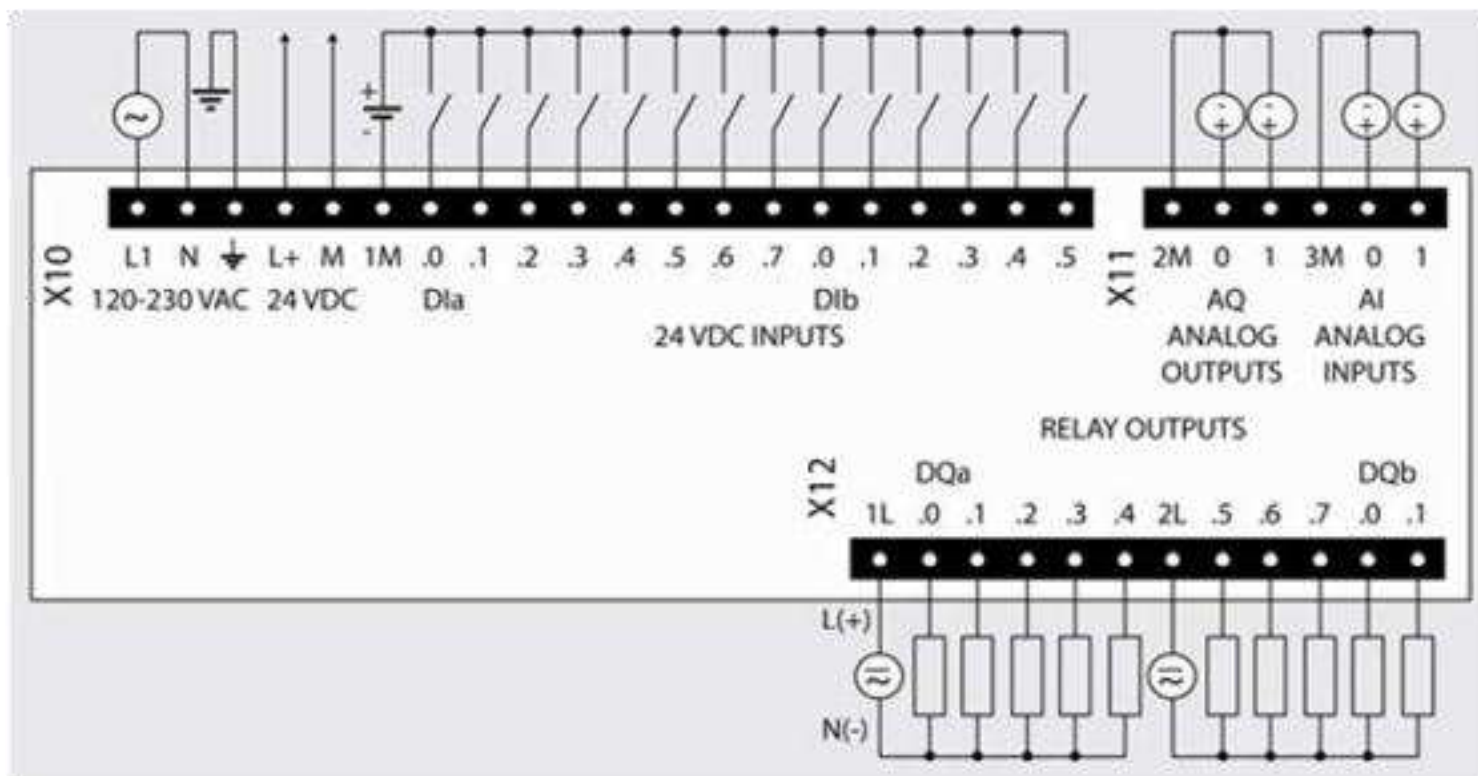 X10
L1 N L+ M 1M .0 .1 .2 .3 .4 .5 .6 .7 .0 .1 .2 .3 .4 .5
120-230 VAC 24 VDC DIa DIb
24 VDC INPUTS
X11
2M 0 1 3M 0 1
AQ AI
ANALOG ANALOG
OUTPUTS INPUTS
RELAY OUTPUTS
X12
DQa DQb
1L .0 .1 .2 .3 .4 2L .5 .6 .7 .0 .1
L(+)
N(-)